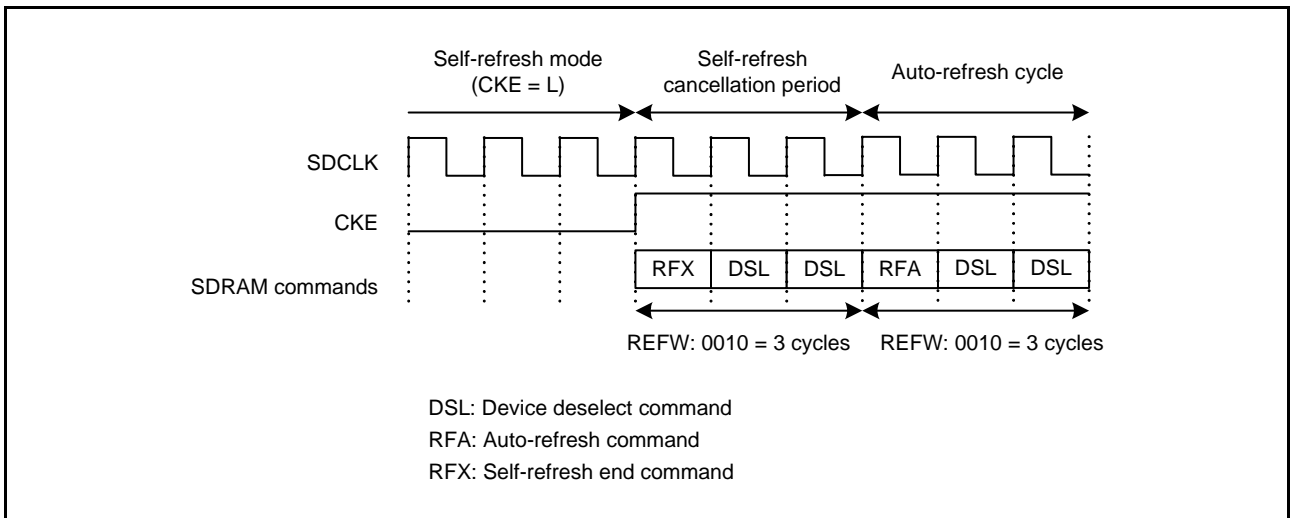 Self-refresh mode
(CKE = L)
Self-refresh
cancellation period
Auto-refresh cycle
SDCLK
CKE
SDRAM commands
RFX DSL DSL RFA DSL DSL
REFW: 0010 = 3 cycles REFW: 0010 = 3 cycles
DSL: Device deselect command
RFA: Auto-refresh command
RFX: Self-refresh end command